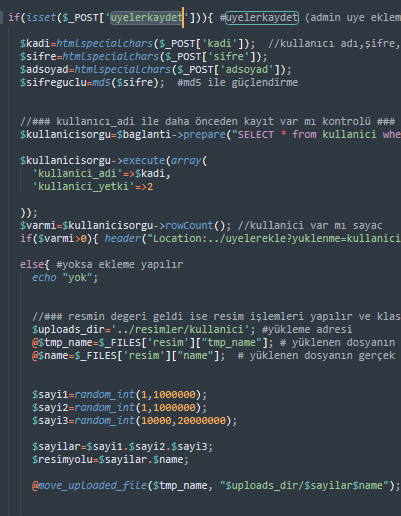 if(isset($_POST['uyelerkaydet'])){ #uyelerkaydet (admin uye eklem
$kadi=htmlspecialchars($_POST['kadi']); //kullanıcı adı,şifre,
$sifre=htmlspecialchars($_POST['sifre']);
$adsoyad=htmlspecialchars($_POST['adsoyad']);
$sifreguclu=md5($sifre); #md5 ile güçlendirme
//### kullanıcı_adi ile daha önceden kayıt var mı kontrolü ###
$kullanicisorgu=$baglanti->prepare("SELECT * from kullanici whe
$kullanicisorgu->execute(array(
'kullanici_adi'=>$kadi,
'kullanici_yetki'=>2
));
$varmi=$kullanicisorgu->rowCount(); //kullanici var mı sayac
if($varmi>0){ header("Location:../uyelerekle?yuklenme=kullanici
else{ #yoksa ekleme yapılır
echo "yok";
//### resmin degeri geldi ise resim işlemleri yapılır ve klas
$uploads_dir='../resimler/kullanici'; #yükleme adresi
@$tmp_name=$_FILES['resim']["tmp_name"]; # yüklenen dosyanın
@$name=$_FILES['resim']["name"]; # yüklenen dosyanın gerçek
$sayi1=random_int(1,1000000);
$sayi2=random_int(1,1000000);
$sayi3=random_int(10000,20000000);
$sayilar=$sayi1.$sayi2.$sayi3;
$resimyolu=$sayilar.$name;
@move_uploaded_file($tmp_name, "$uploads_dir/$sayilar$name");